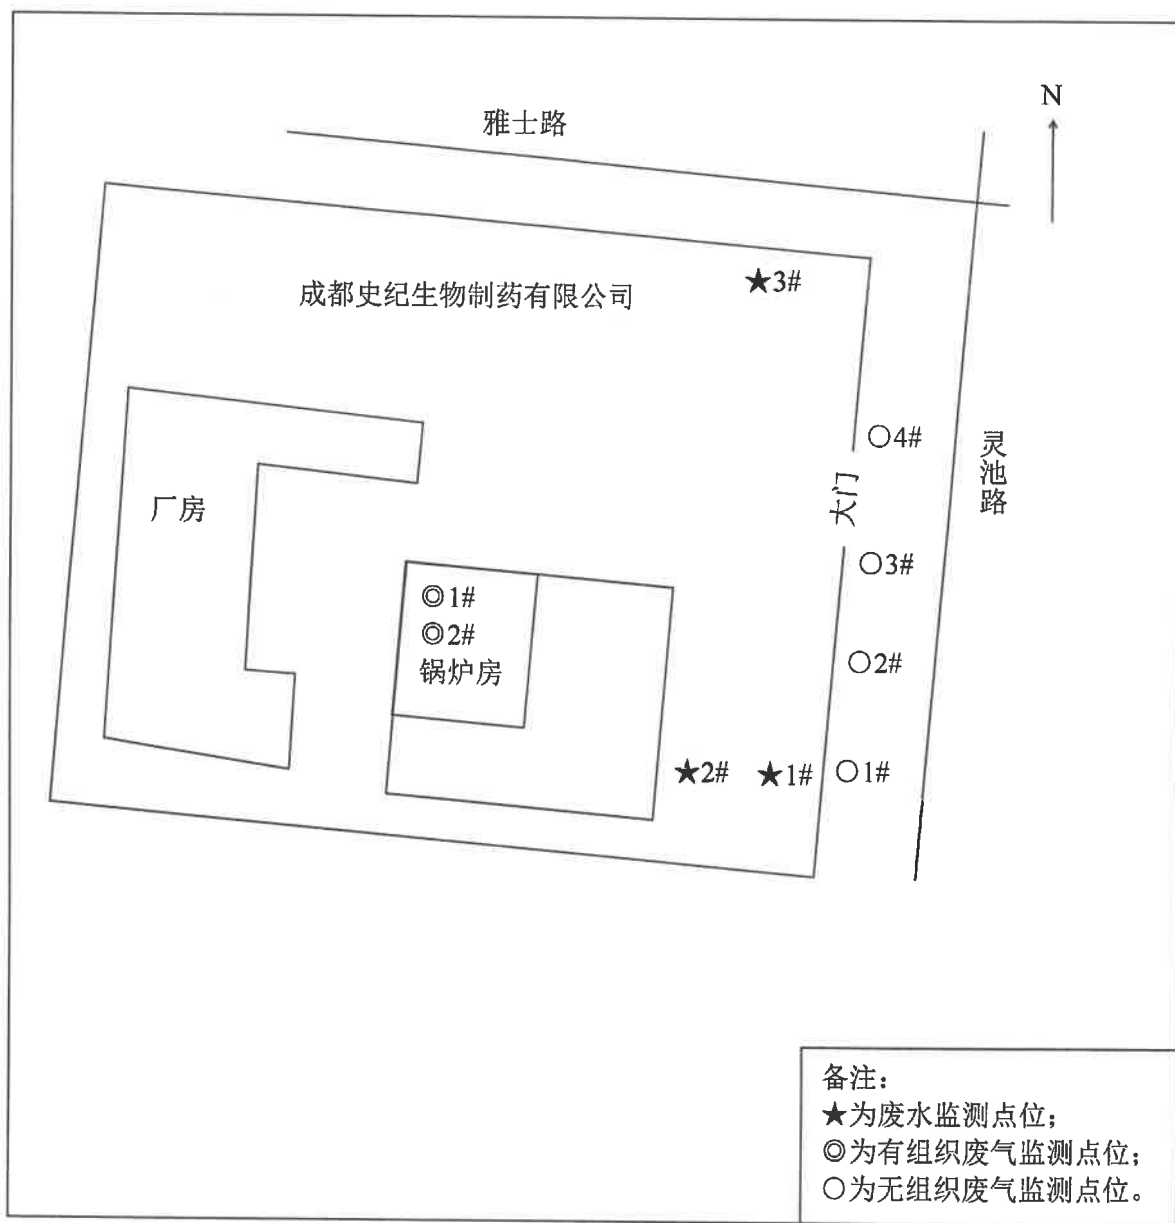 N
雅士路
★3#
成都史纪生物制药有限公司
○4#
灵池路
大门
厂房
○3#
◎1#
◎2#
锅炉房
○2#
★2#
★1#
○1#
备注：
★为废水监测点位；
◎为有组织废气监测点位；
○为无组织废气监测点位。